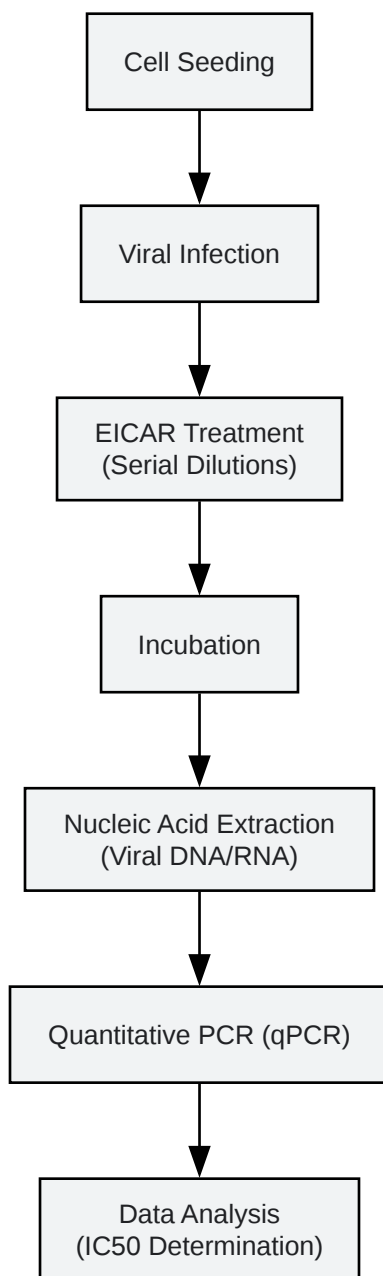 Cell Seeding
Viral Infection
EICAR Treatment
(Serial Dilutions)
Incubation
Nucleic Acid Extraction
(Viral DNA/RNA)
Quantitative PCR (qPCR)
Data Analysis
(IC50 Determination)